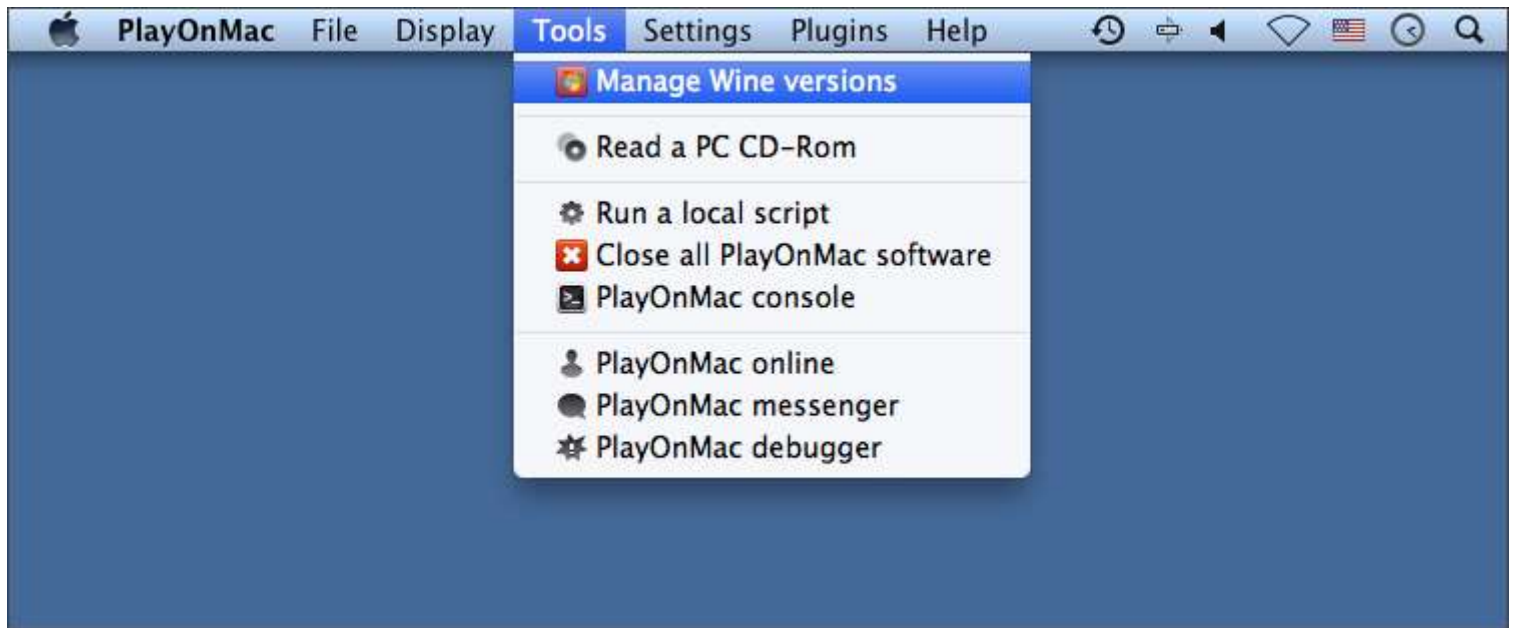 PlayOnMac File Display Tools Settings Plugins Help
Manage Wine versions
Read a PC CD-Rom
Run a local script
Close all PlayOnMac software
PlayOnMac console
PlayOnMac online
PlayOnMac messenger
PlayOnMac debugger